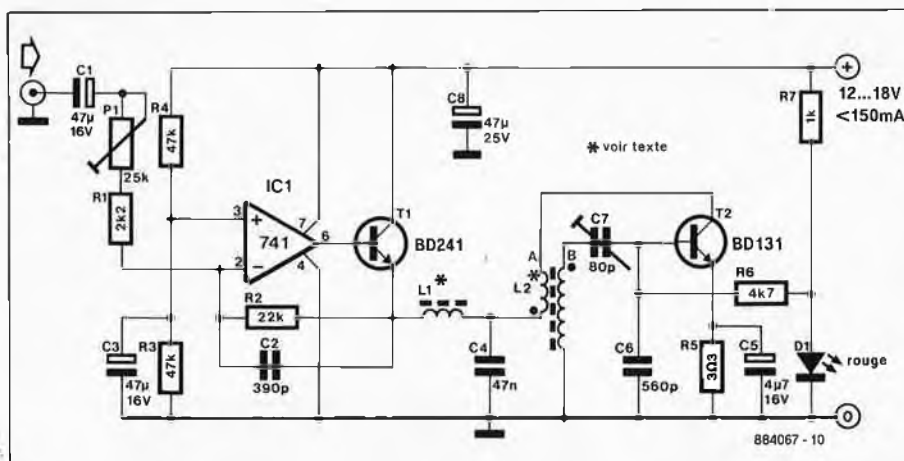 C1
47µ
16V
P1
25k
R1
2k2
R4
47k
C3
47µ
16V
R3
47k
IC1
741
3
+
2
−
7
6
4
R2
22k
C2
390p
T1
BD241
C8
47µ
25V
* voir texte
L1
*
C4
47n
A
*
L2
B
C7
80p
C6
560p
T2
BD131
R6
4k7
R5
3Ω3
C5
4µ7
16V
R7
1k
+
12...18V
<150mA
D1
rouge
0
884067 - 10